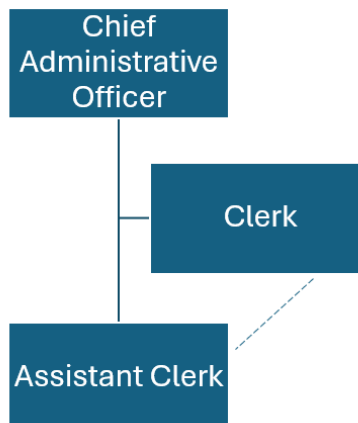 Chief
Administrative
Officer
Clerk
Assistant Clerk